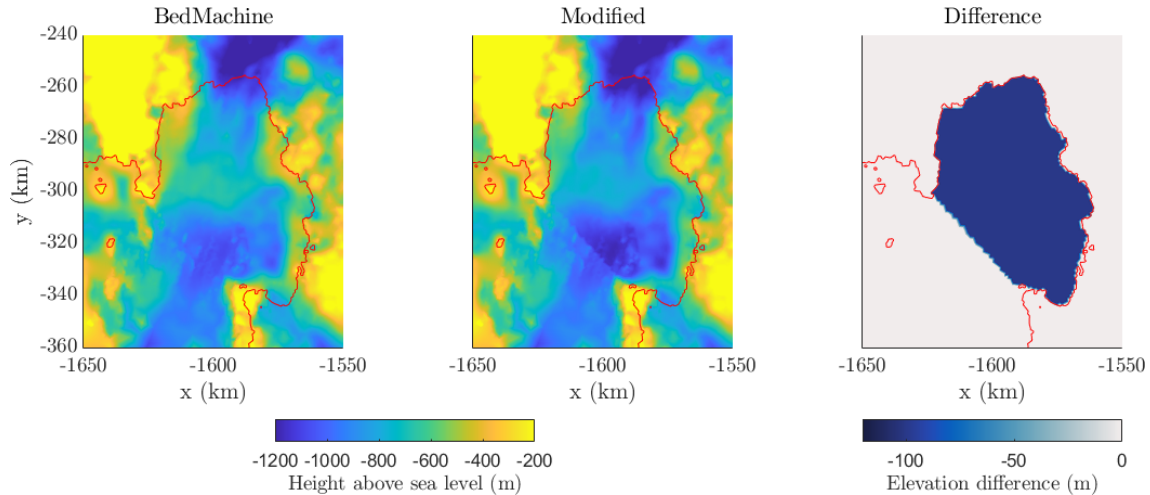 BedMachine
Modified
Difference
-240
-260
-280
-300
-320
-340
-360
y (km)
-1650 -1600 -1550
-1650 -1600 -1550
-1650 -1600 -1550
x (km)
x (km)
x (km)
-1200 -1000 -800 -600 -400 -200
Height above sea level (m)
-100 -50 0
Elevation difference (m)